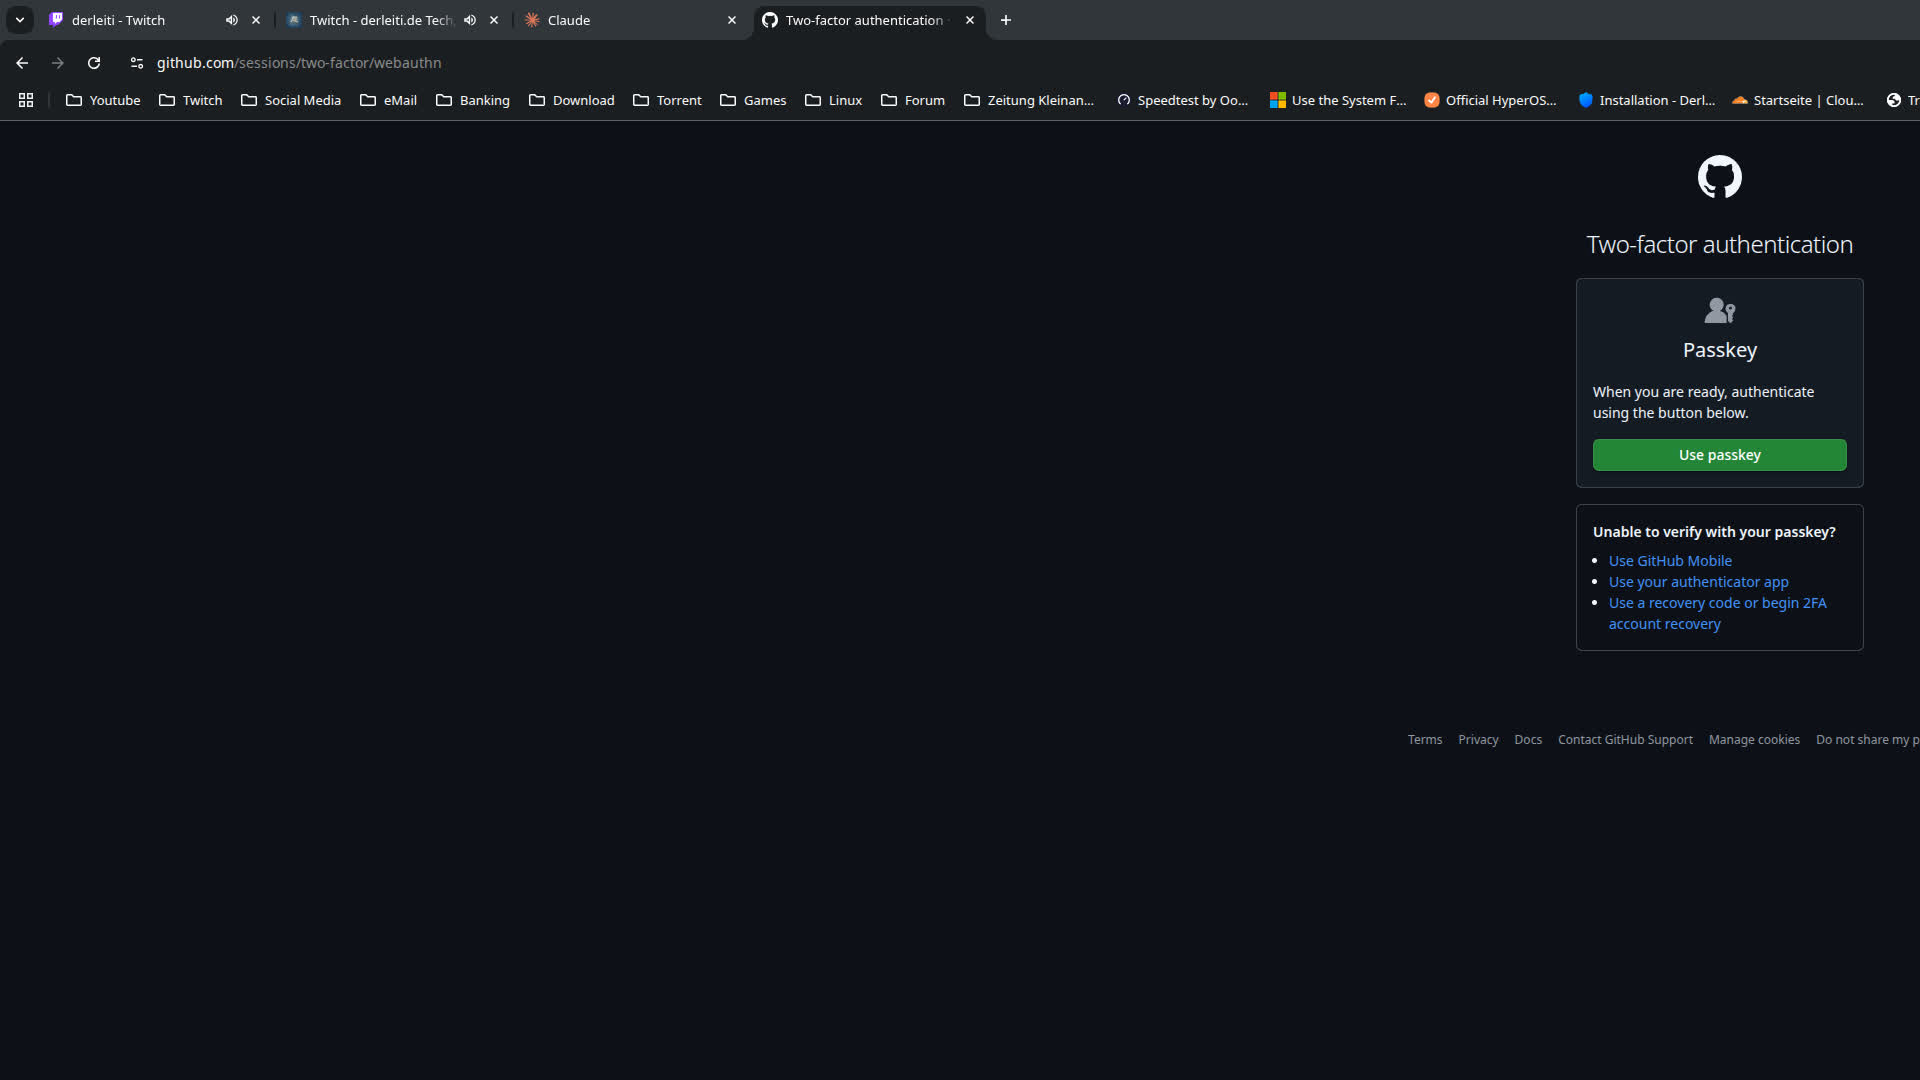 derleiti - Twitch
Twitch - derleiti.de Tech
Claude
Two-factor authentication
github.com/sessions/two-factor/webauthn
Youtube
Twitch
Social Media
eMail
Banking
Download
Torrent
Games
Linux
Forum
Zeitung Kleinan...
Speedtest by Oo...
Use the System F...
Official HyperOS...
Installation - Derl...
Startseite | Clou...
Tr
Two-factor authentication
Passkey
When you are ready, authenticate
using the button below.
Use passkey
Unable to verify with your passkey?
Use GitHub Mobile
Use your authenticator app
Use a recovery code or begin 2FA
account recovery
Terms
Privacy
Docs
Contact GitHub Support
Manage cookies
Do not share my p